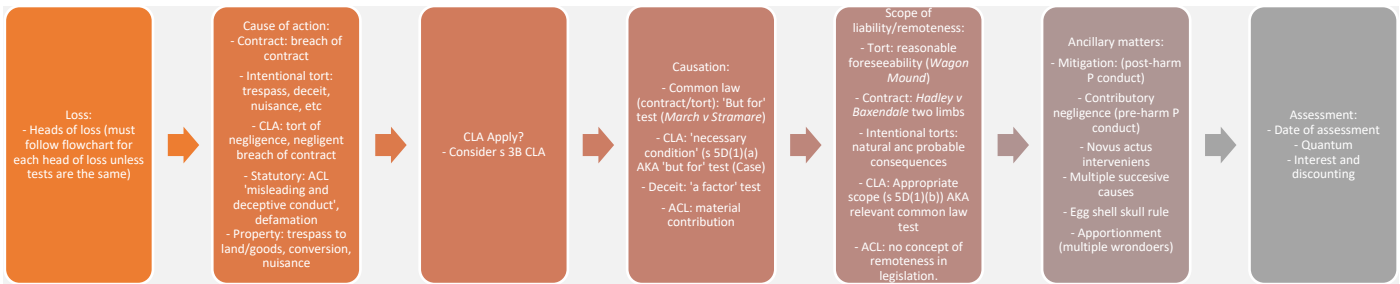 Loss:
- Heads of loss (must
follow flowchart for
each head of loss unless
tests are the same)
Cause of action:
- Contract: breach of
contract
- Intentional tort:
trespass, deceit,
nuisance, etc
- CLA: tort of
negligence, negligent
breach of contract
- Statutory: ACL
'misleading and
deceptive conduct',
defamation
- Property: trespass to
land/goods, conversion,
nuisance
CLA Apply?
- Consider s 3B CLA
Causation:
- Common law
(contract/tort): 'But for'
test (March v Stramare)
- CLA: 'necessary
condition' (s 5D(1)(a)
AKA 'but for' test (Case)
- Deceit: 'a factor' test
- ACL: material
contribution
Scope of
liability/remoteness:
- Tort: reasonable
foreseeability (Wagon
Mound)
- Contract: Hadley v
Baxendale two limbs
- Intentional torts:
natural anc probable
consequences
- CLA: Appropriate
scope (s 5D(1)(b)) AKA
relevant common law
test
- ACL: no concept of
remoteness in
legislation.
Ancillary matters:
- Mitigation: (post-harm
P conduct)
- Contributory
negligence (pre-harm P
conduct)
- Novus actus
interveniens
- Multiple succesive
causes
- Egg shell skull rule
- Apportionment
(multiple wrondoers)
Assessment:
- Date of assessment
- Quantum
- Interest and
discounting